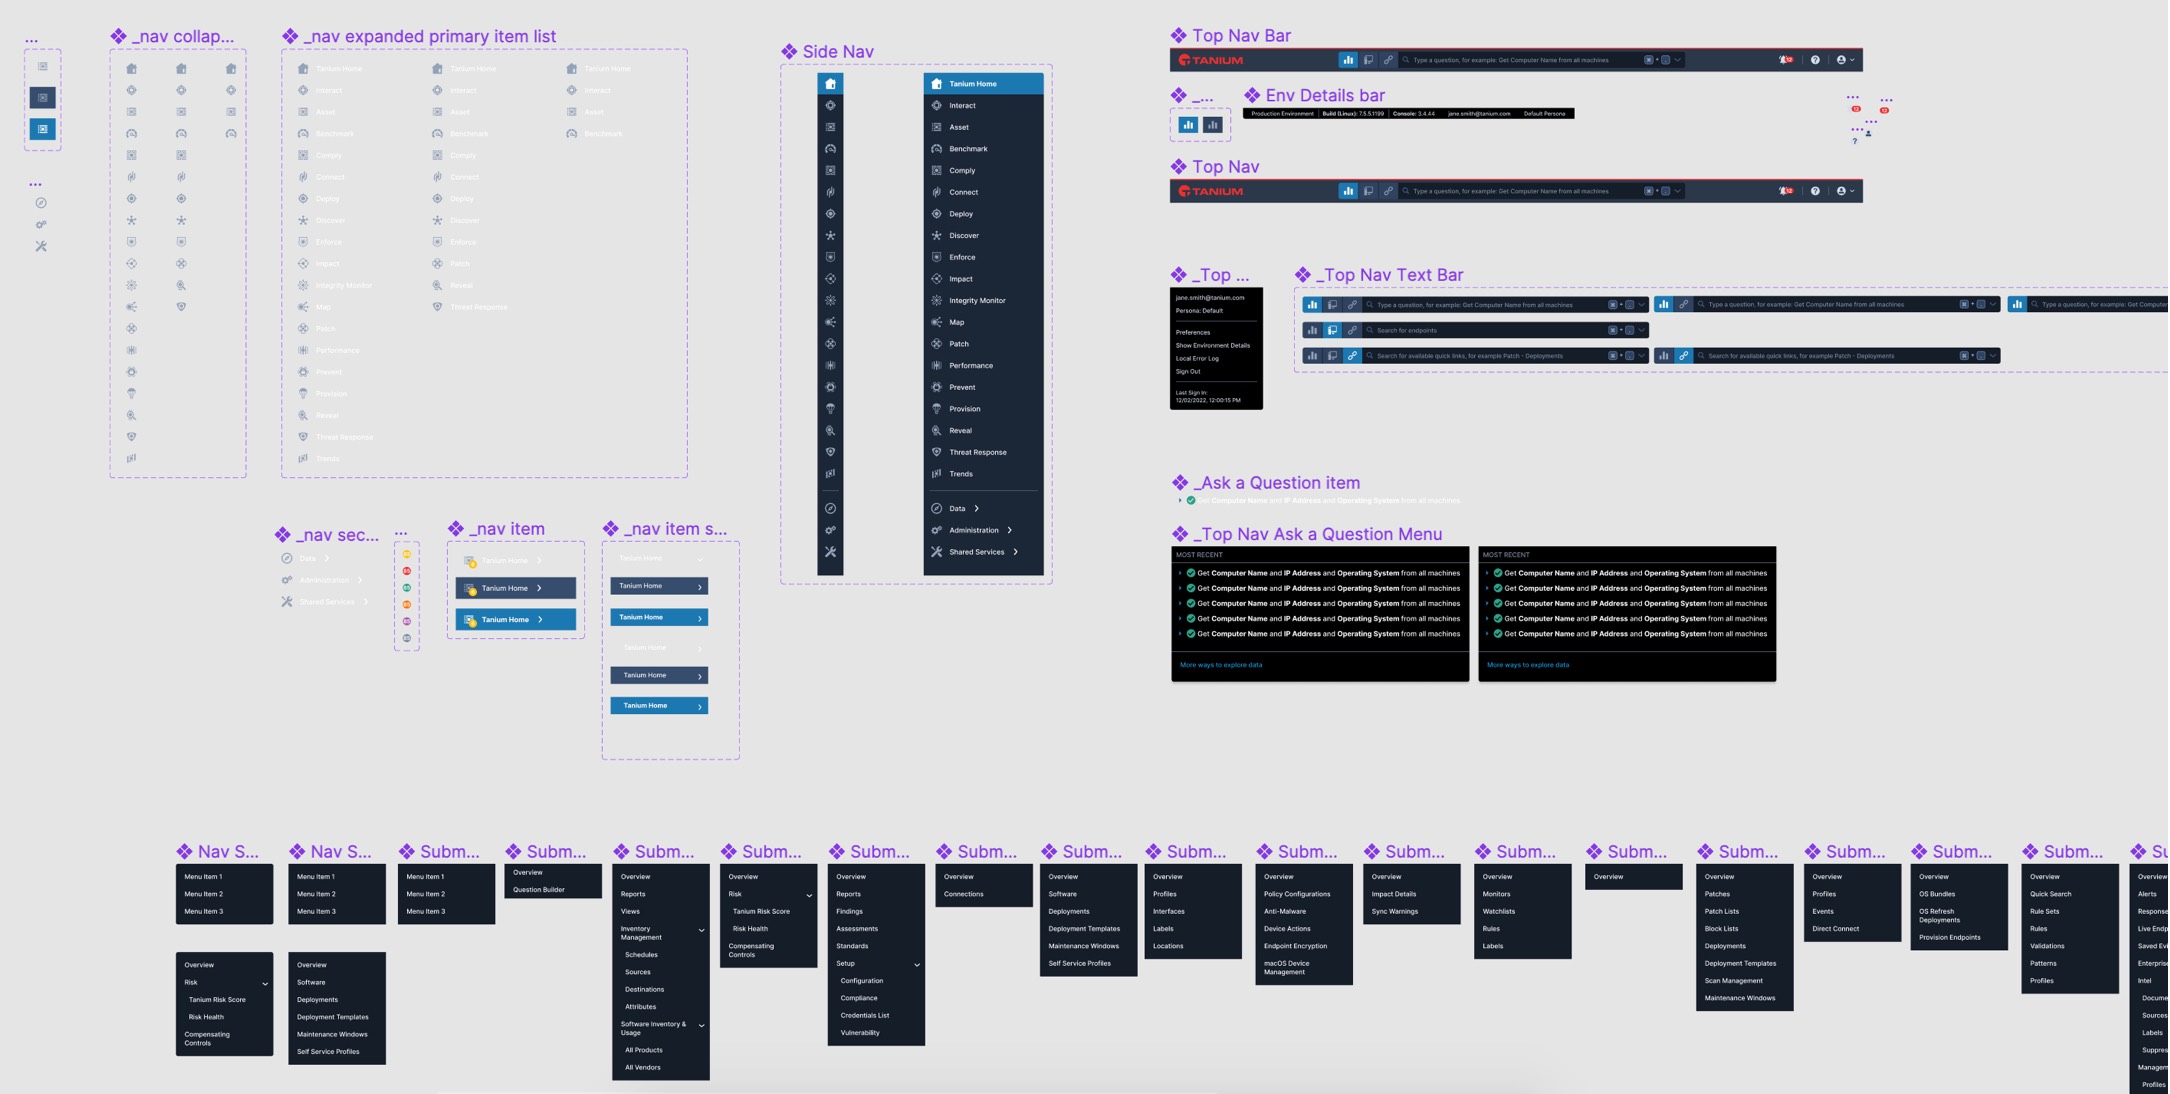 ...
_nav collap...
_nav expanded primary item list
Tanium Home
Interact
Asset
Benchmark
Comply
Connect
Deploy
Discover
Enforce
Impact
Integrity Monitor
Map
Patch
Performance
Prevent
Provision
Reveal
Threat Response
Trends
Tanium Home
Interact
Asset
Benchmark
Comply
Connect
Deploy
Discover
Enforce
Patch
Reveal
Threat Response
Tanium Home
Interact
Asset
Benchmark
...
Side Nav
Tanium Home
Interact
Asset
Benchmark
Comply
Connect
Deploy
Discover
Enforce
Impact
Integrity Monitor
Map
Patch
Performance
Prevent
Provision
Reveal
Threat Response
Trends
Data
Administration
Shared Services
Top Nav Bar
TANIUM
Type a question, for example: Get Computer Name from all machines
12
_...
Env Details bar
Production Environment | Build (Linux): 7.5.5.1199 | Console: 3.4.44 jane.smith@tanium.com Default Persona
...
12
...
12
...
...
?
Top Nav
TANIUM
Type a question, for example: Get Computer Name from all machines
12
_Top ...
jane.smith@tanium.com
Persona: Default
Preferences
Show Environment Details
Local Error Log
Sign Out
Last Sign In:
12/02/2022, 12:00:15 PM
_Top Nav Text Bar
Type a question, for example: Get Computer Name from all machines
Type a question, for example: Get Computer Name from all machines
Type a question, for example: Get Comput
Search for endpoints
Search for available quick links, for example Patch - Deployments
Search for available quick links, for example Patch - Deployments
_Ask a Question item
Get Computer Name and IP Address and Operating System from all machines
_Top Nav Ask a Question Menu
MOST RECENT
Get Computer Name and IP Address and Operating System from all machines
Get Computer Name and IP Address and Operating System from all machines
Get Computer Name and IP Address and Operating System from all machines
Get Computer Name and IP Address and Operating System from all machines
Get Computer Name and IP Address and Operating System from all machines
More ways to explore data
MOST RECENT
Get Computer Name and IP Address and Operating System from all machines
Get Computer Name and IP Address and Operating System from all machines
Get Computer Name and IP Address and Operating System from all machines
Get Computer Name and IP Address and Operating System from all machines
Get Computer Name and IP Address and Operating System from all machines
More ways to explore data
_nav sec...
Data
Administration
Shared Services
...
_nav item
Tanium Home
Tanium Home
Tanium Home
_nav item s...
Tanium Home
Tanium Home
Tanium Home
Tanium Home
Tanium Home
Tanium Home
Nav S...
Menu Item 1
Menu Item 2
Menu Item 3
Overview
Risk
Tanium Risk Score
Risk Health
Compensating
Controls
Nav S...
Menu Item 1
Menu Item 2
Menu Item 3
Overview
Software
Deployments
Deployment Templates
Maintenance Windows
Self Service Profiles
Subm...
Menu Item 1
Menu Item 2
Menu Item 3
Subm...
Overview
Question Builder
Subm...
Overview
Reports
Views
Inventory
Management
Schedules
Sources
Destinations
Attributes
Software Inventory &
Usage
All Products
All Vendors
Subm...
Overview
Risk
Tanium Risk Score
Risk Health
Compensating
Controls
Subm...
Overview
Reports
Findings
Assessments
Standards
Setup
Configuration
Compliance
Credentials List
Vulnerability
Subm...
Overview
Connections
Subm...
Overview
Software
Deployments
Deployment Templates
Maintenance Windows
Self Service Profiles
Subm...
Overview
Profiles
Interfaces
Labels
Locations
Subm...
Overview
Policy Configurations
Anti-Malware
Device Actions
Endpoint Encryption
macOS Device
Management
Subm...
Overview
Impact Details
Sync Warnings
Subm...
Overview
Monitors
Watchlists
Rules
Labels
Subm...
Overview
Subm...
Overview
Patches
Patch Lists
Block Lists
Deployments
Deployment Templates
Scan Management
Maintenance Windows
Subm...
Overview
Profiles
Events
Direct Connect
Subm...
Overview
OS Bundles
OS Refresh
Deployments
Provision Endpoints
Subm...
Overview
Quick Search
Rule Sets
Rules
Validations
Patterns
Profiles
Su
Overview
Alerts
Response
Live Endp
Saved Evi
Enterprise
Intel
Docume
Sources
Labels
Suppres
Managem
Profiles